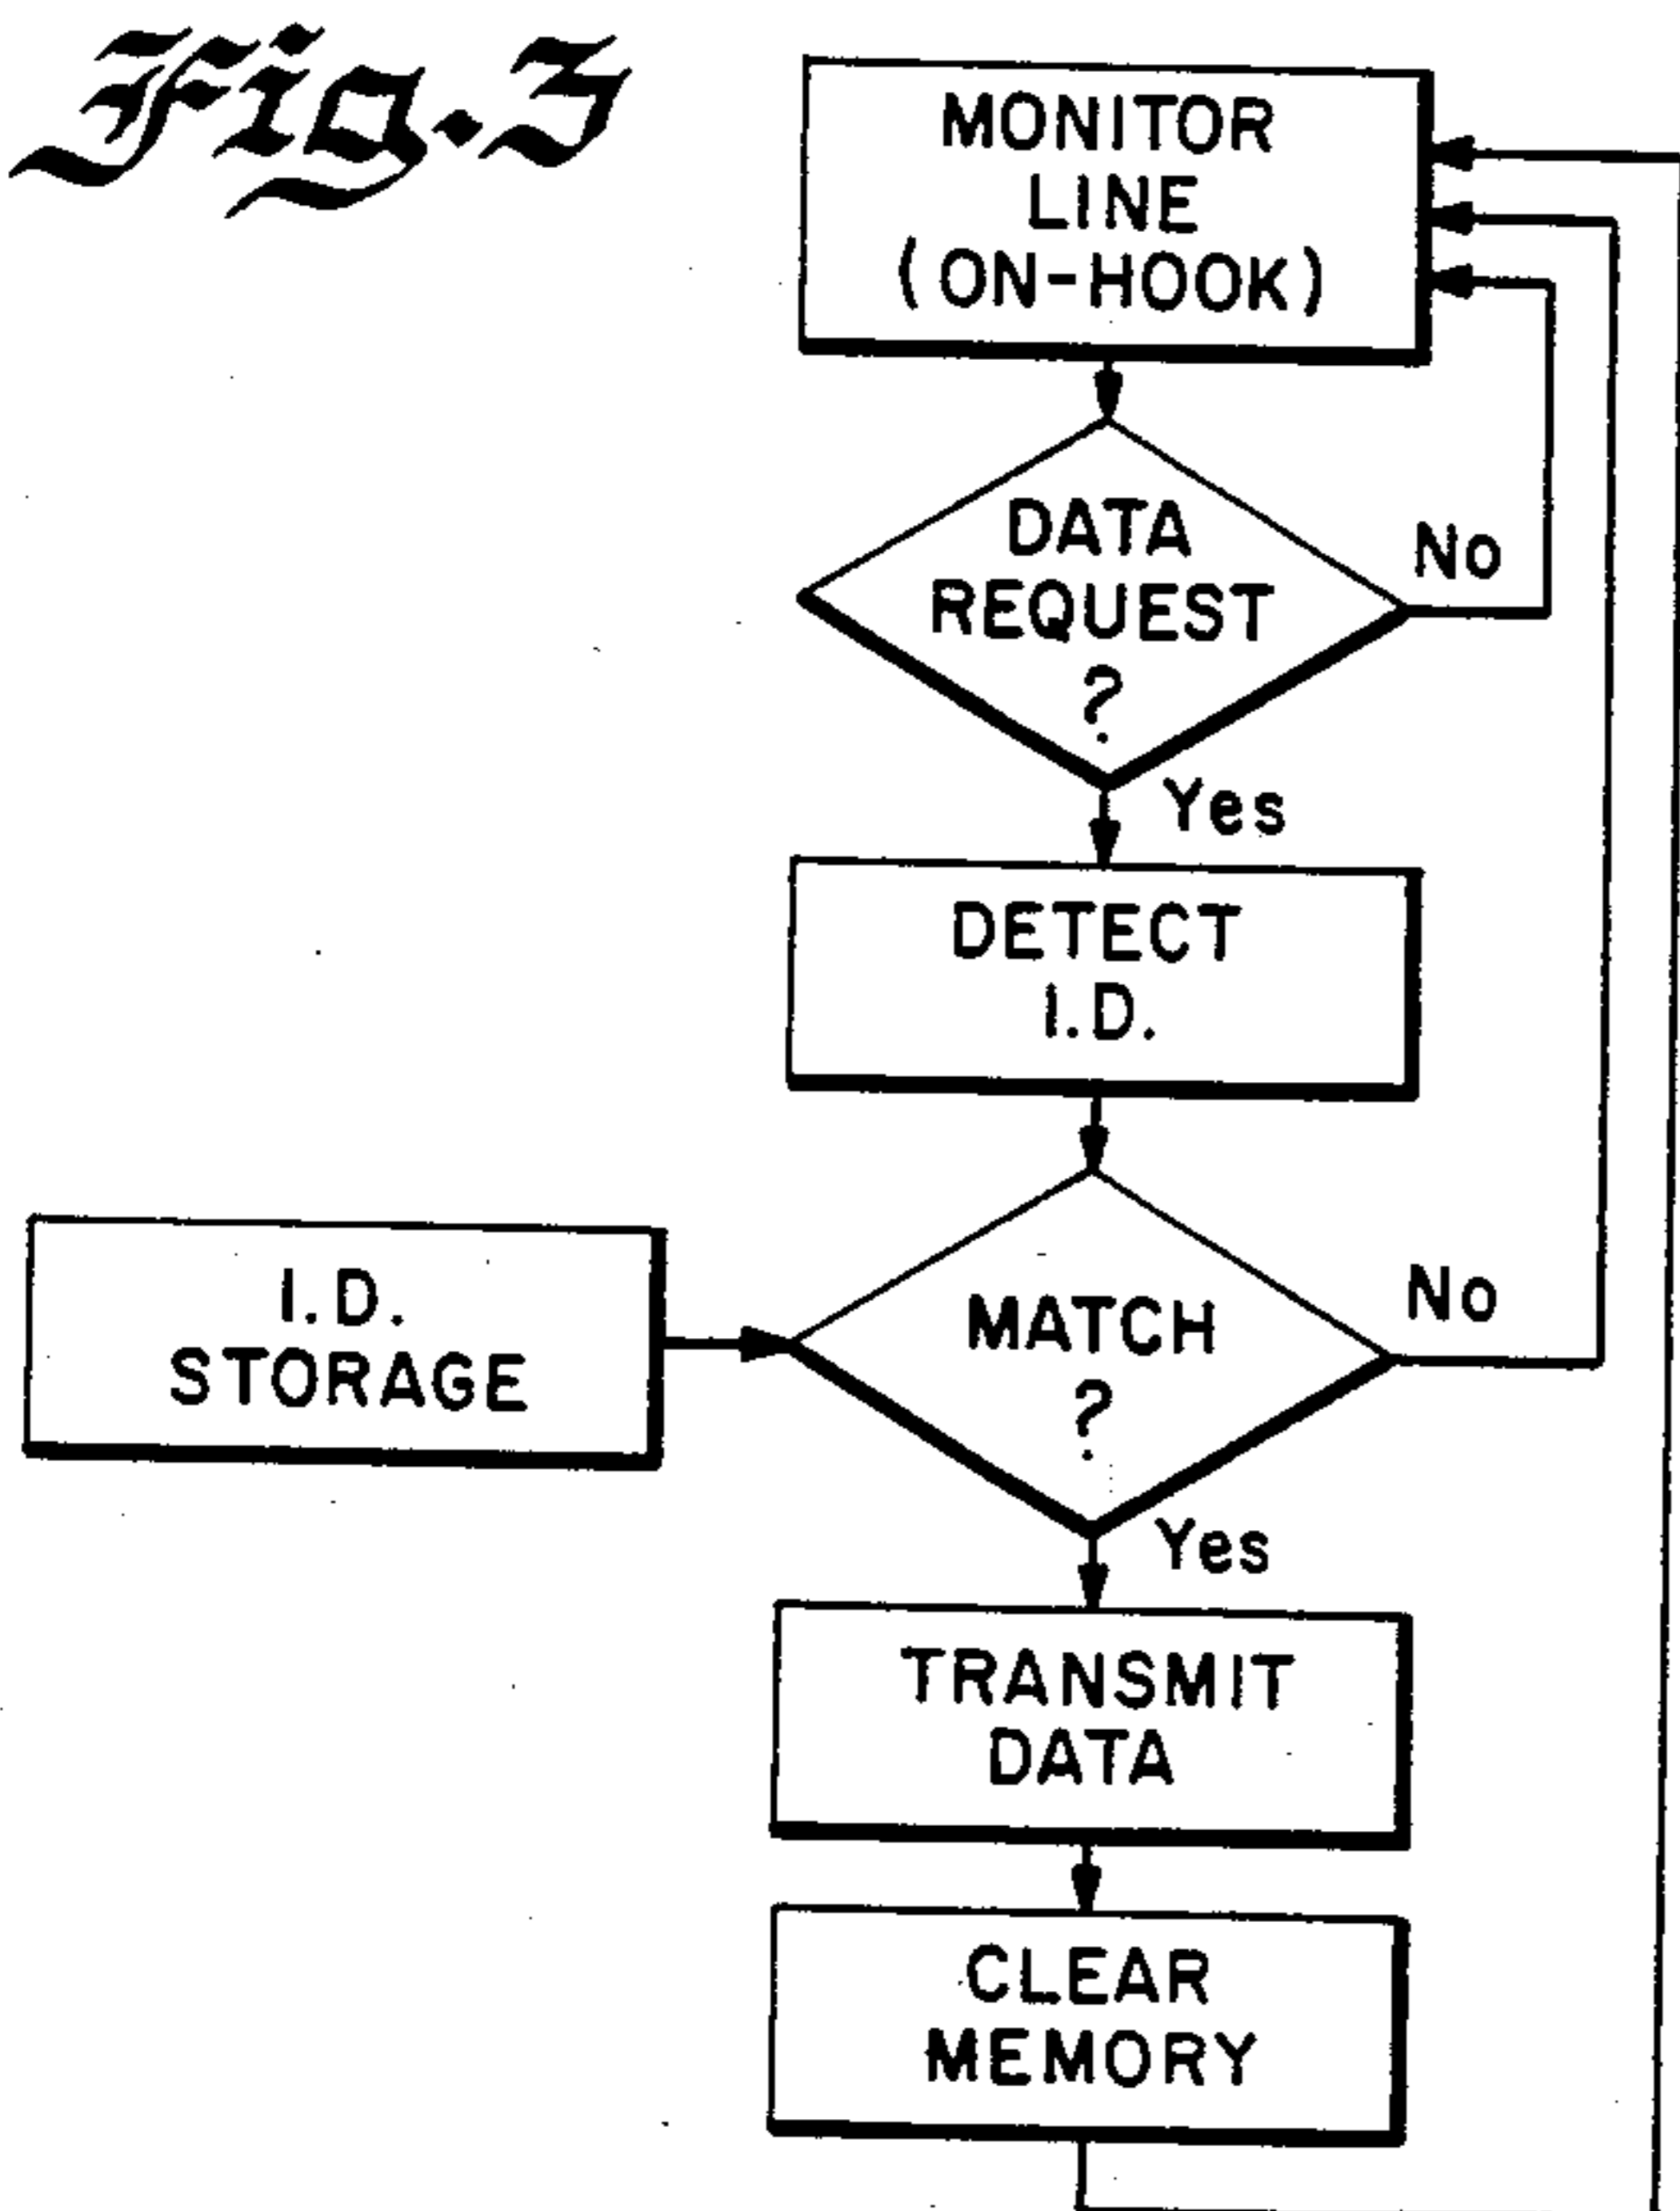 Fig. 3
MONITOR
LINE
(ON-HOOK)
DATA
REQUEST
?
No
Yes
DETECT
I.D.
I.D.
STORAGE
MATCH
?
No
Yes
TRANSMIT
DATA
CLEAR
MEMORY